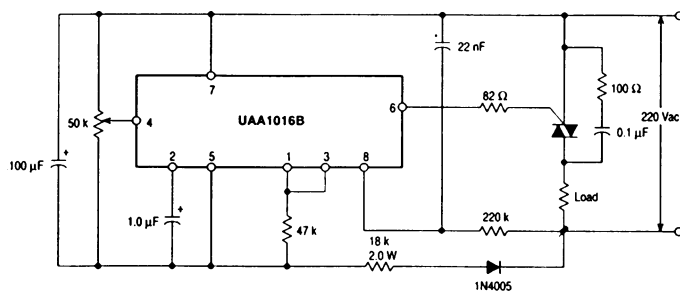 22 nF
7
UAA1016B
82 Ω
100 Ω
50 k
4
6
220 Vac
0.1 µF
100 µF
+
2
5
1
3
8
1.0 µF
+
Load
47 k
18 k
2.0 W
220 k
1N4005